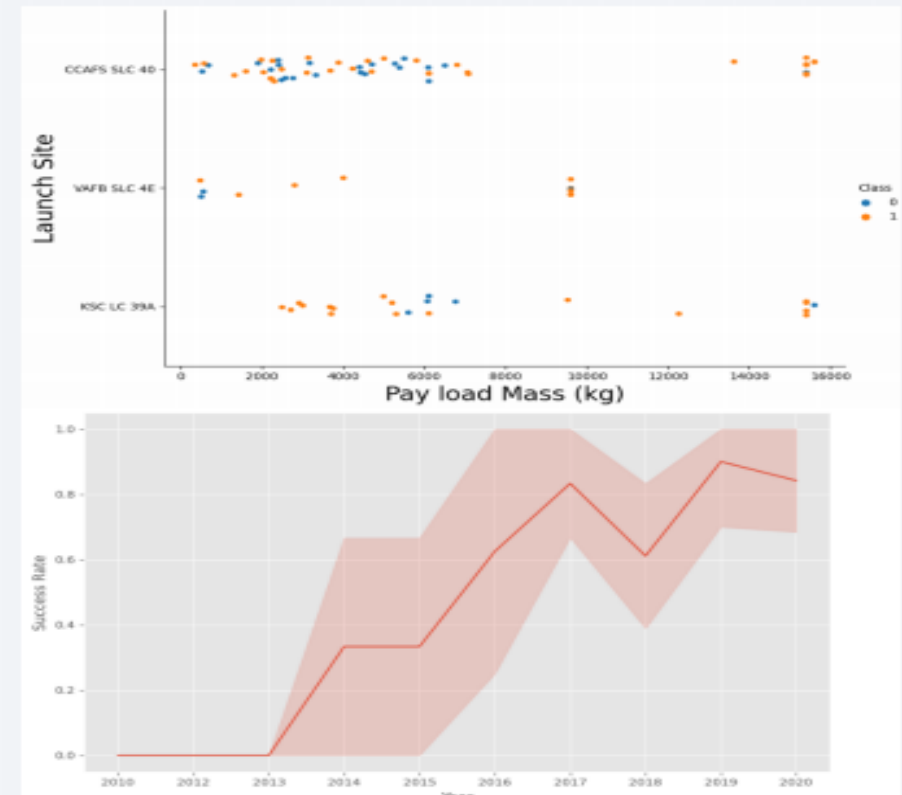 CCAFS SLC 40
VAFB SLC 4E
KSC LC 39A
Launch Site
Class
0
1
0 2000 4000 6000 8000 10000 12000 14000 16000
Pay load Mass (kg)
1.0
0.8
0.6
0.4
0.2
0.0
Success Rate
2010 2012 2013 2014 2015 2016 2017 2018 2019 2020